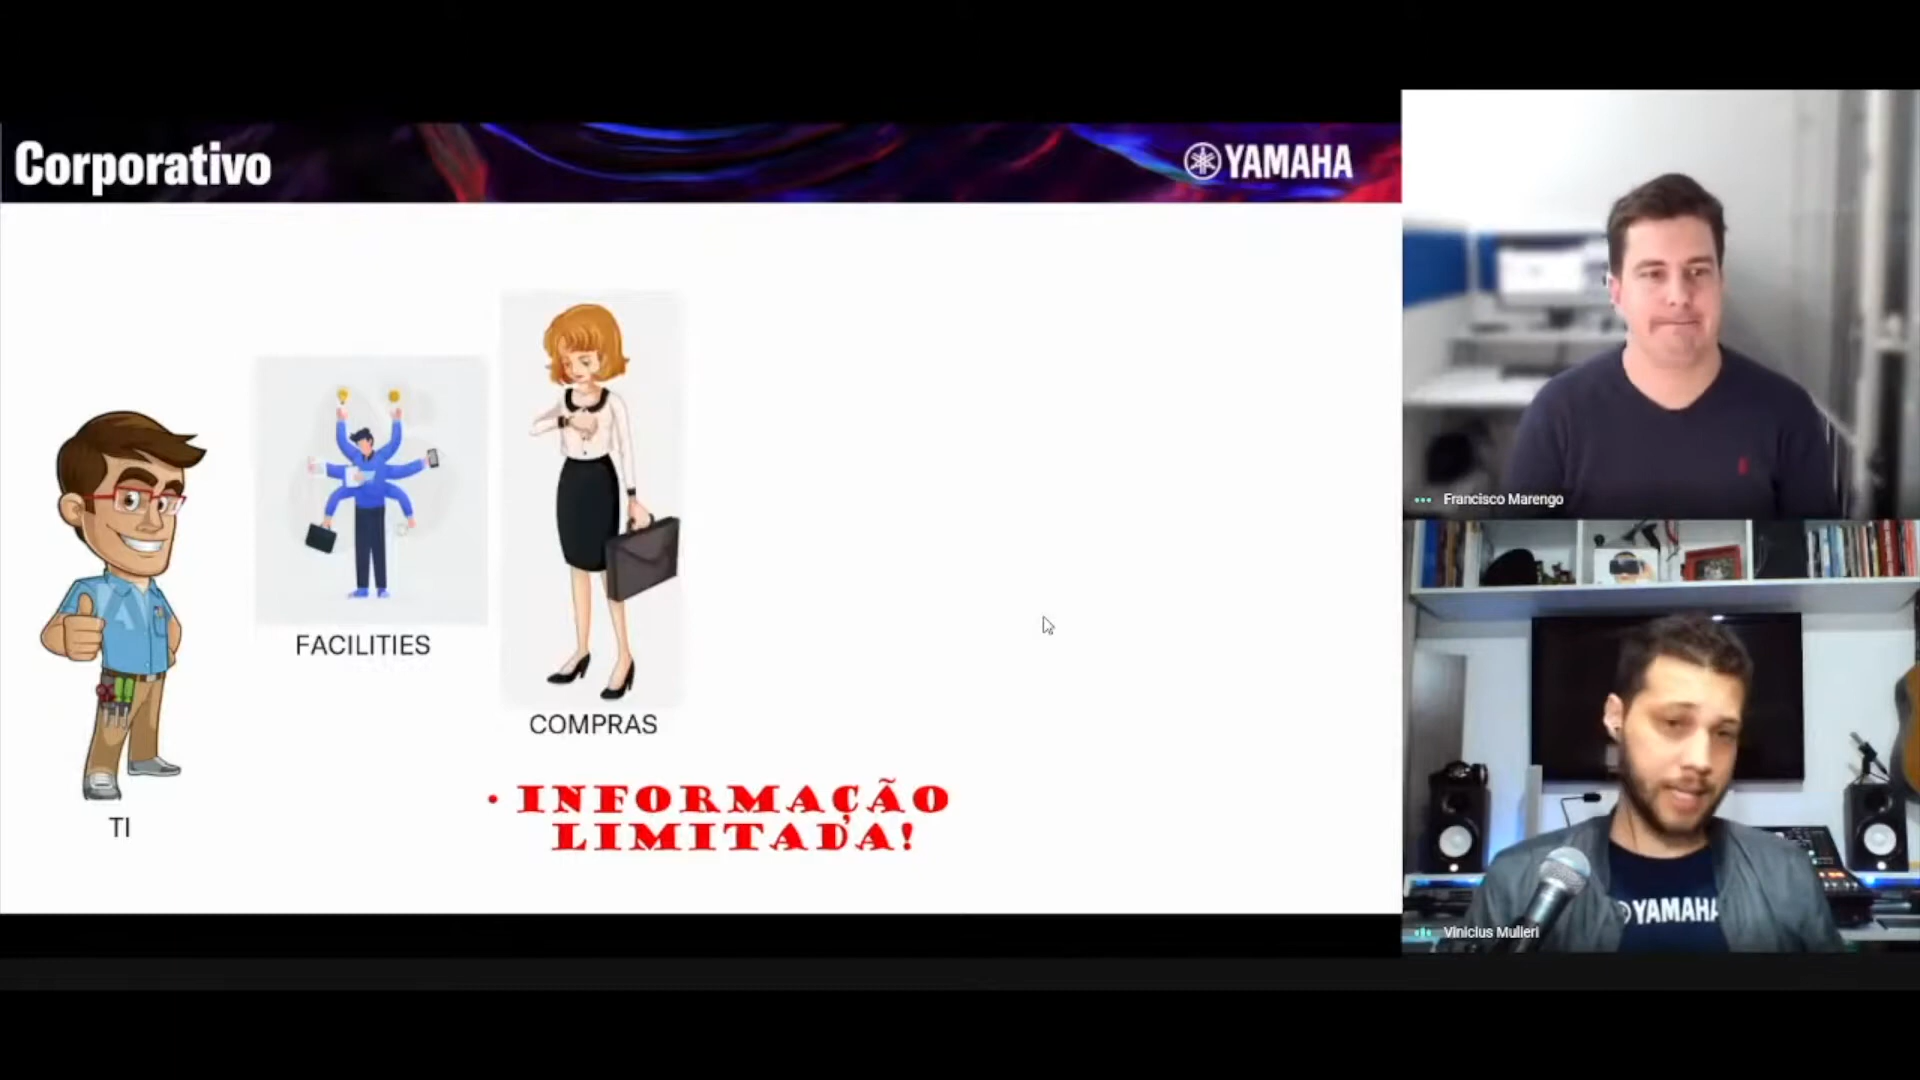 Corporativo
YAMAHA
FACILITIES
COMPRAS
TI
• INFORMAÇÃO
LIMITADA!
Francisco Marengo
YAMAHA
Vinicius Mulleri